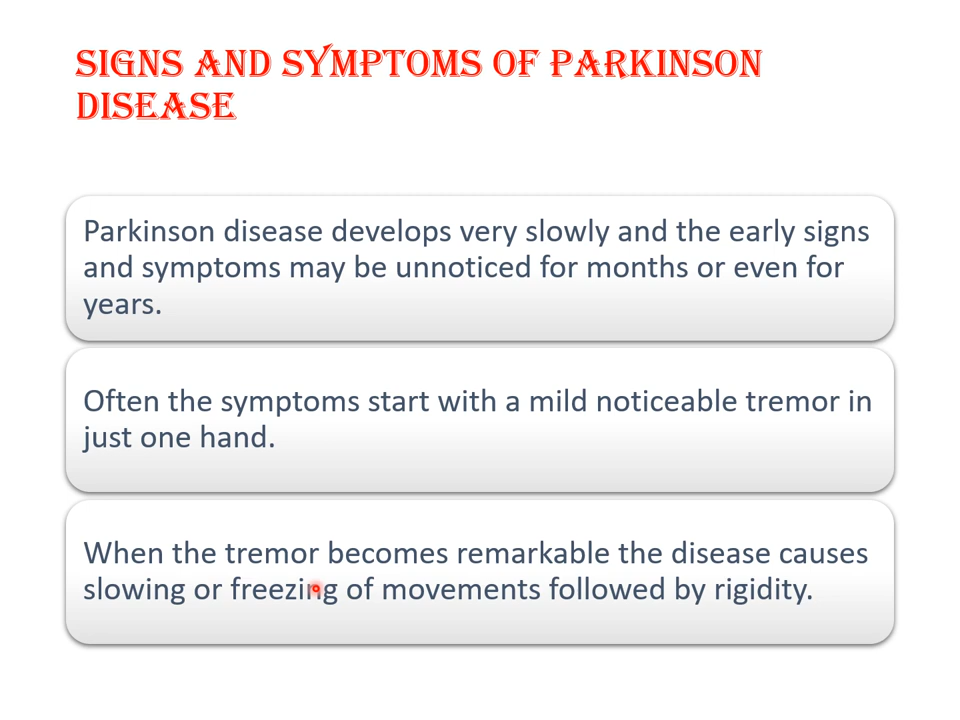 SIGNS AND SYMPTOMS OF PARKINSON
DISEASE
Parkinson disease develops very slowly and the early signs
and symptoms may be unnoticed for months or even for
years.
Often the symptoms start with a mild noticeable tremor in
just one hand.
When the tremor becomes remarkable the disease causes
slowing or freezing of movements followed by rigidity.